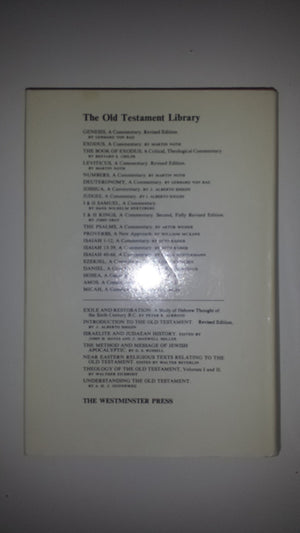 The Old Testament Library
GENESIS, A Commentary. Revised Edition.
BY GERHARD VON RAD
EXODUS, A Commentary. BY MARTIN NOTH
THE BOOK OF EXODUS: A Critical, Theological Commentary
BY BREVARD S. CHILDS
LEVITICUS, A Commentary. Revised Edition.
BY MARTIN NOTH
NUMBERS, A Commentary. BY MARTIN NOTH
DEUTERONOMY, A Commentary. BY GERHARD VON RAD
JOSHUA, A Commentary. BY J. ALBERTO SOGGIN
JUDGES, A Commentary. BY J. ALBERTO SOGGIN
I & II SAMUEL, A Commentary.
BY HANS WILHELM HERTZBERG
I & II KINGS, A Commentary. Second, Fully Revised Edition.
BY JOHN GRAY
THE PSALMS, A Commentary. BY ARTUR WEISER
PROVERBS, A New Approach. BY WILLIAM MCKANE
ISAIAH 1-12, A Commentary. BY OTTO KAISER
ISAIAH 13-39, A Commentary. BY OTTO KAISER
ISAIAH 40-66, A
EZEKIEL, A
DANIEL, A
HOSEA, A
AMOS, A
MICAH, A
EXILE AND RESTORATION: A Study of Hebrew Thought of
the Sixth Century B.C. BY PETER R. ACKROYD
INTRODUCTION TO THE OLD TESTAMENT. Revised Edition.
BY J. ALBERTO SOGGIN
ISRAELITE AND JUDAEAN HISTORY. EDITED BY
JOHN H. HAYES AND J. MAXWELL MILLER
THE METHOD AND MESSAGE OF JEWISH
APOCALYPTIC. BY D. S. RUSSELL
NEAR EASTERN RELIGIOUS TEXTS RELATING TO THE
OLD TESTAMENT. EDITED BY WALTER BEYERLIN
THEOLOGY OF THE OLD TESTAMENT, Volumes I and II.
BY WALTHER EICHRODT
UNDERSTANDING THE OLD TESTAMENT.
BY A. H. J. GUNNEWEG
THE WESTMINSTER PRESS